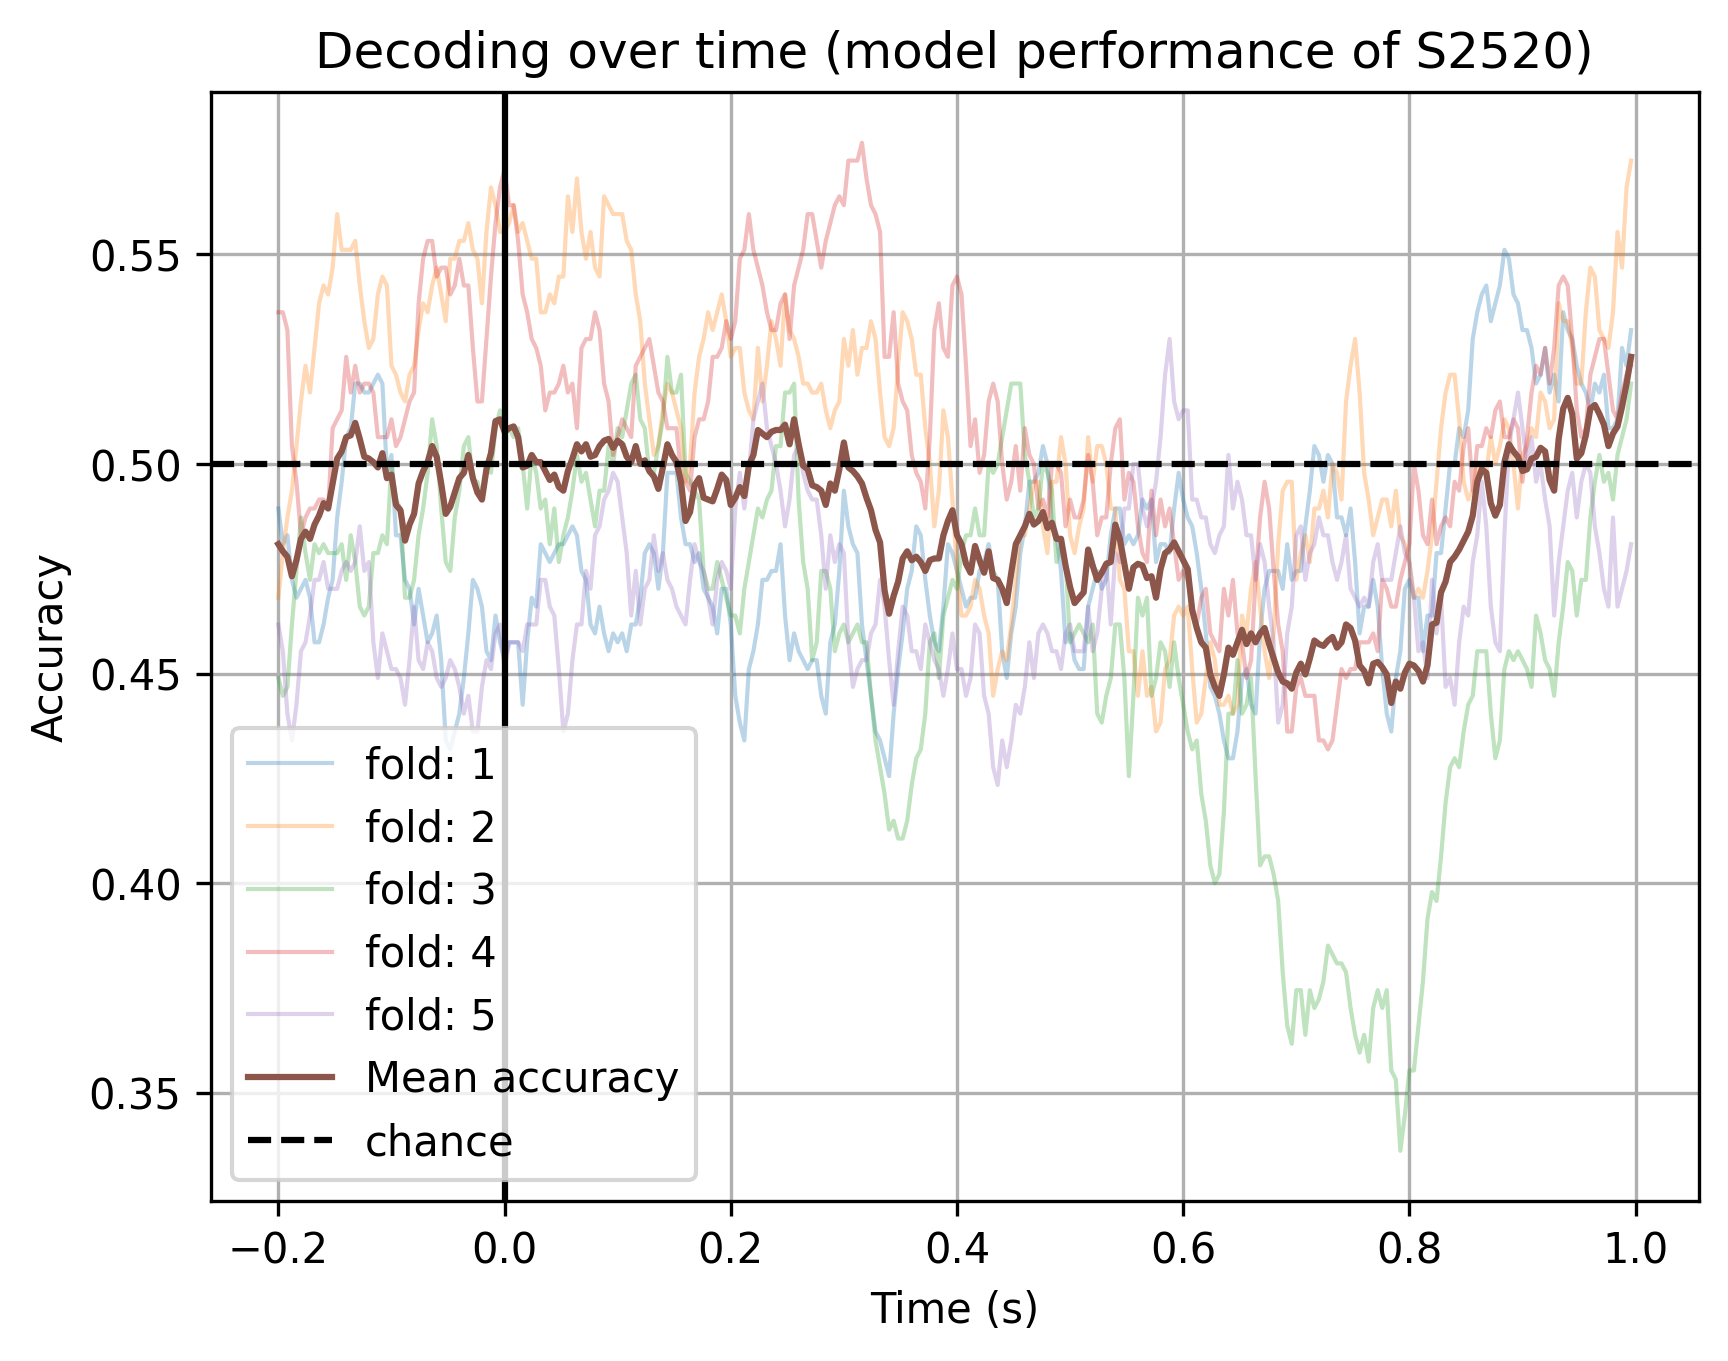 Decoding over time (model performance of S2520)
Accuracy
0.55
0.50
0.45
0.40
0.35
fold: 1
fold: 2
fold: 3
fold: 4
fold: 5
Mean accuracy
chance
−0.2 0.0 0.2 0.4 0.6 0.8 1.0
Time (s)